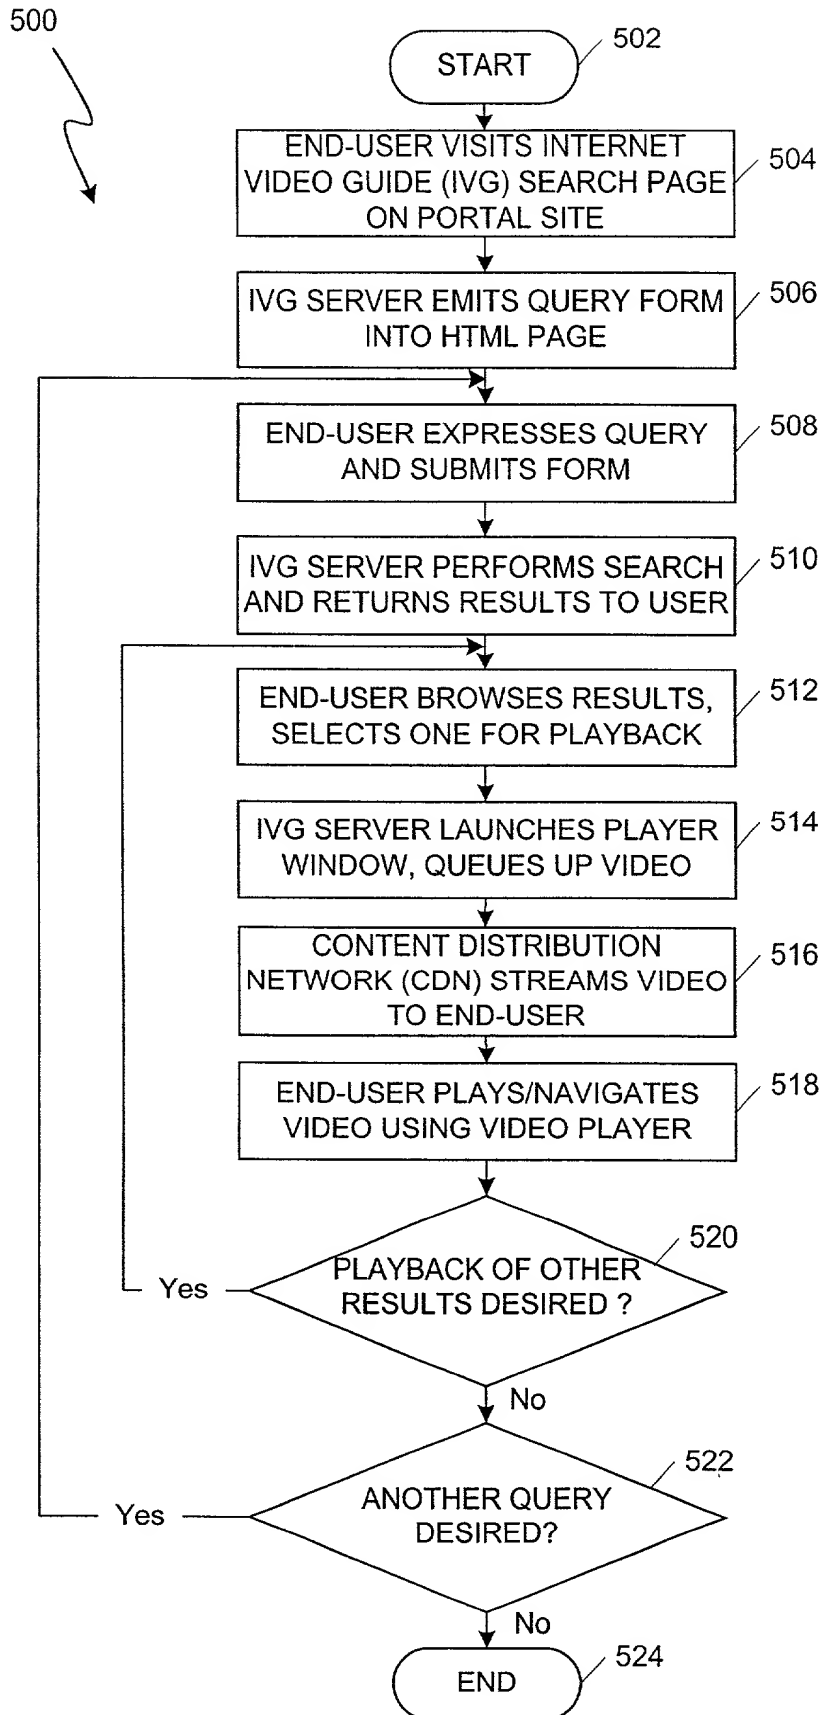 500
START
502
END-USER VISITS INTERNET
VIDEO GUIDE (IVG) SEARCH PAGE
ON PORTAL SITE
504
IVG SERVER EMITS QUERY FORM
INTO HTML PAGE
506
END-USER EXPRESSES QUERY
AND SUBMITS FORM
508
IVG SERVER PERFORMS SEARCH
AND RETURNS RESULTS TO USER
510
END-USER BROWSES RESULTS,
SELECTS ONE FOR PLAYBACK
512
IVG SERVER LAUNCHES PLAYER
WINDOW, QUEUES UP VIDEO
514
CONTENT DISTRIBUTION
NETWORK (CDN) STREAMS VIDEO
TO END-USER
516
END-USER PLAYS/NAVIGATES
VIDEO USING VIDEO PLAYER
518
PLAYBACK OF OTHER
RESULTS DESIRED ?
520
Yes
No
ANOTHER QUERY
DESIRED?
522
Yes
No
END
524